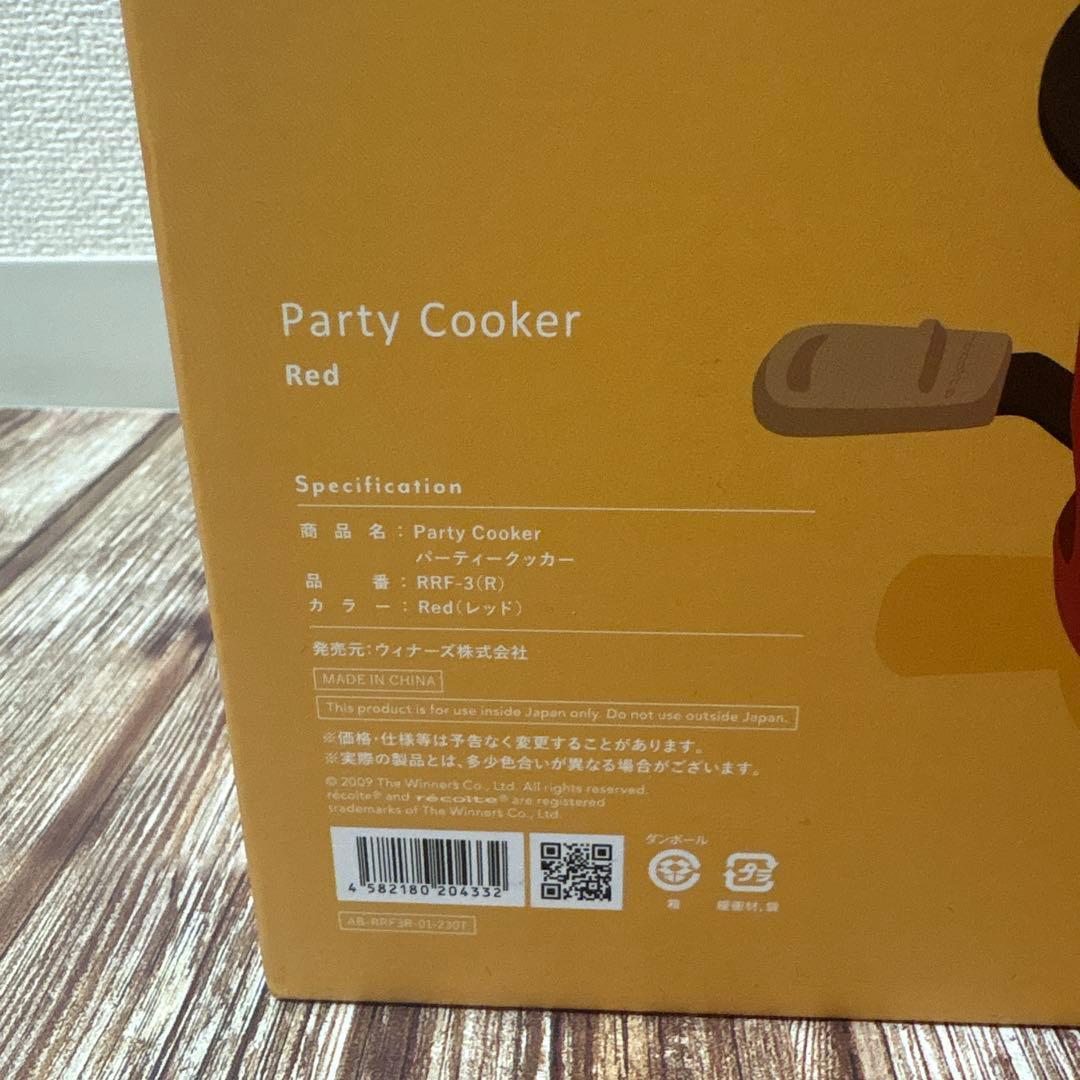 Party Cooker
Red
Specification
商品名：Party Cooker
パーティークッカー
品番：RRF-3(R)
カラー：Red(レッド)
発売元：ウィナーズ株式会社
MADE IN CHINA
This product is for use inside Japan only. Do not use outside Japan.
※価格・仕様等は予告なく変更することがあります。
※実際の製品とは、多少色合いが異なる場合がございます。
© 2009 The Winners Co., Ltd. All rights reserved.
récolte® and récolte® are registered
trademarks of The Winners Co., Ltd.
ダンボール
4 582180 204332
箱
緩衝材,袋
プラ
AB-RRF3R-01-230T